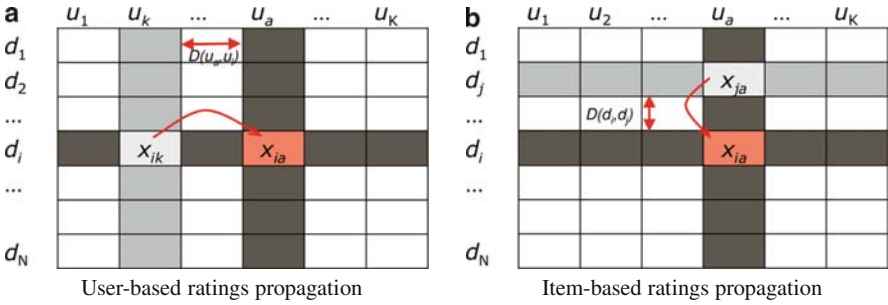 a
u1 uk ... ua ... uK
d1
D(ua,ui)
d2
...
di xik xia
...
dN
User-based ratings propagation
b
u1 u2 ... ua ... uK
d1
dj xja
... D(di,dj)
di xia
...
dN
Item-based ratings propagation